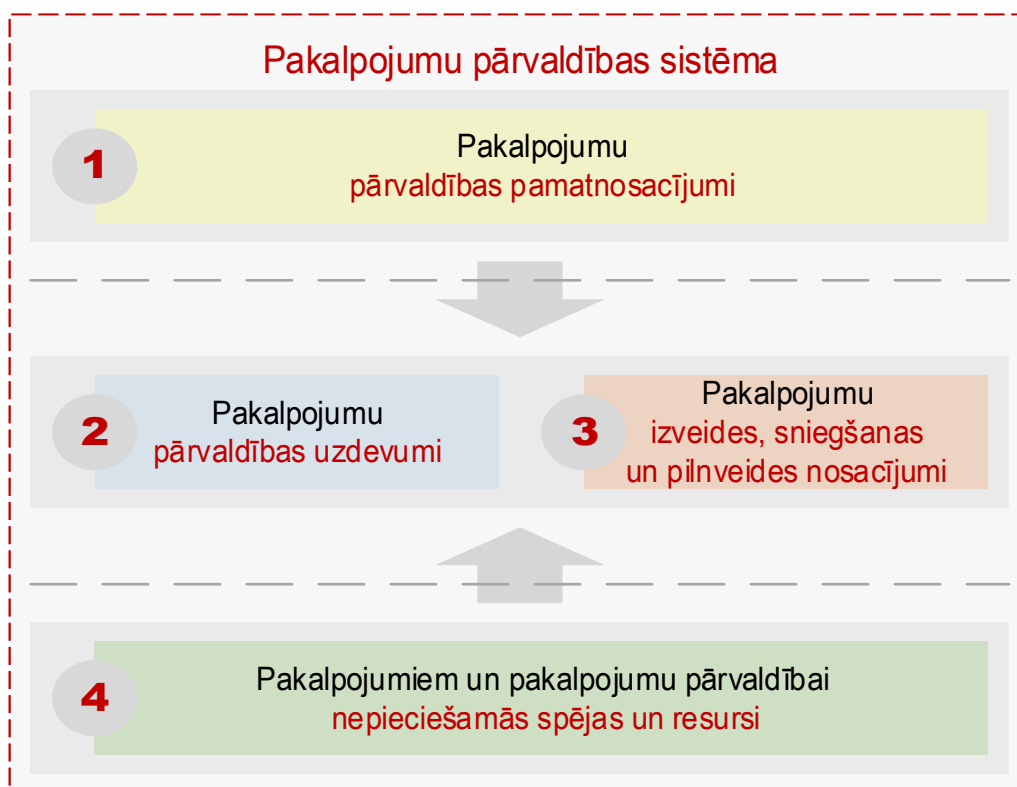 Pakalpojumu pārvaldības sistēma
1
Pakalpojumu
pārvaldības pamatnosacījumi
2
Pakalpojumu
pārvaldības uzdevumi
3
Pakalpojumu
izveides, sniegšanas
un pilnveides nosacījumi
4
Pakalpojumiem un pakalpojumu pārvaldībai
nepieciešamās spējas un resursi